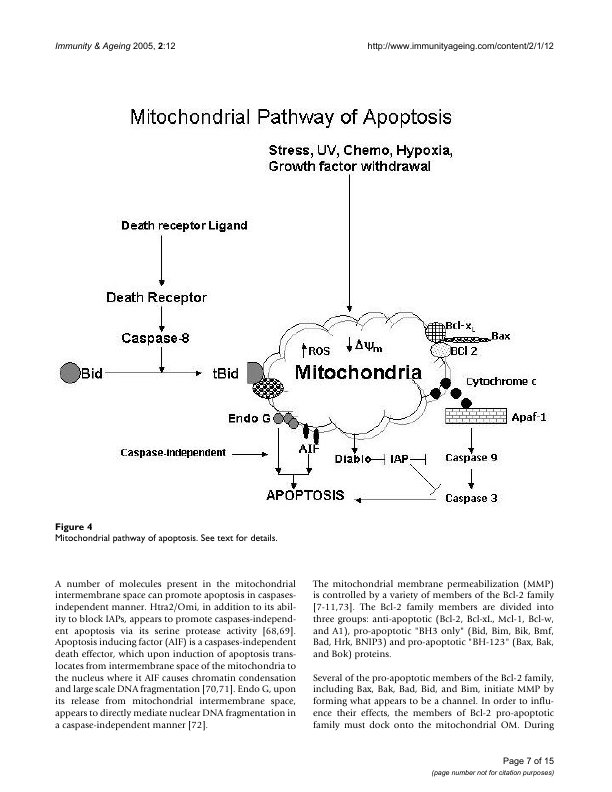 Immunity & Ageing 2005, 2:12
http://www.immunityageing.com/content/2/1/12
Mitochondrial Pathway of Apoptosis
Stress, UV, Chemo, Hypoxia,
Growth factor withdrawal
Death receptor Ligand
Death Receptor
Caspase-8
Bid
tBid
ROS
ΔΨm
Mitochondria
Bcl-xL
Bax
BCl 2
Cytochrome c
Endo G
Apaf-1
AIF
Caspase-independent
Diablo
IAP
Caspase 9
APOPTOSIS
Caspase 3
Figure 4
Mitochondrial pathway of apoptosis. See text for details.
A number of molecules present in the mitochondrial
intermembrane space can promote apoptosis in caspases-
independent manner. Htra2/Omi, in addition to its abil-
ity to block IAPs, appears to promote caspases-independ-
ent apoptosis via its serine protease activity [68,69].
Apoptosis inducing factor (AIF) is a caspases-independent
death effector, which upon induction of apoptosis trans-
locates from intermembrane space of the mitochondria to
the nucleus where it AIF causes chromatin condensation
and large scale DNA fragmentation [70,71]. Endo G, upon
its release from mitochondrial intermembrane space,
appears to directly mediate nuclear DNA fragmentation in
a caspase-independent manner [72].
The mitochondrial membrane permeabilization (MMP)
is controlled by a variety of members of the Bcl-2 family
[7-11,73]. The Bcl-2 family members are divided into
three groups: anti-apoptotic (Bcl-2, Bcl-xL, Mcl-1, Bcl-w,
and A1), pro-apoptotic "BH3 only" (Bid, Bim, Bik, Bmf,
Bad, Hrk, BNIP3) and pro-apoptotic "BH-123" (Bax, Bak,
and Bok) proteins.
Several of the pro-apoptotic members of the Bcl-2 family,
including Bax, Bak, Bad, Bid, and Bim, initiate MMP by
forming what appears to be a channel. In order to influ-
ence their effects, the members of Bcl-2 pro-apoptotic
family must dock onto the mitochondrial OM. During
Page 7 of 15
(page number not for citation purposes)